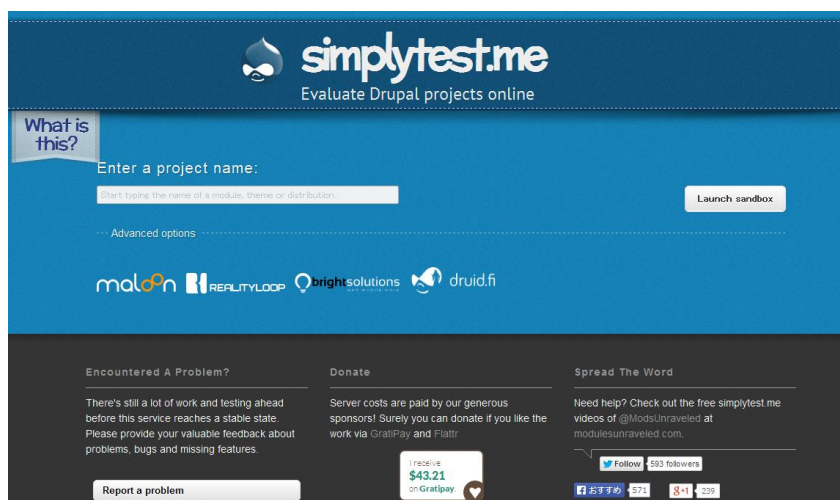 simplytest.me
Evaluate Drupal projects online
What is
this?
Enter a project name:
Start typing the name of a module, theme or distribution.
Launch sandbox
Advanced options
maloon
REALITYLOOP
brightsolutions
druid.fi
Encountered A Problem?
There's still a lot of work and testing ahead
before this service reaches a stable state.
Please provide your valuable feedback about
problems, bugs and missing features.
Report a problem
Donate
Server costs are paid by our generous
sponsors! Surely you can donate if you like the
work via GratiPay and Flattr
I receive
$43.21
on Gratipay.
Spread The Word
Need help? Check out the free simplytest.me
videos of @ModsUnraveled at
modulesunraveled.com.
Follow 593 followers
おすすめ 571
g+1 239